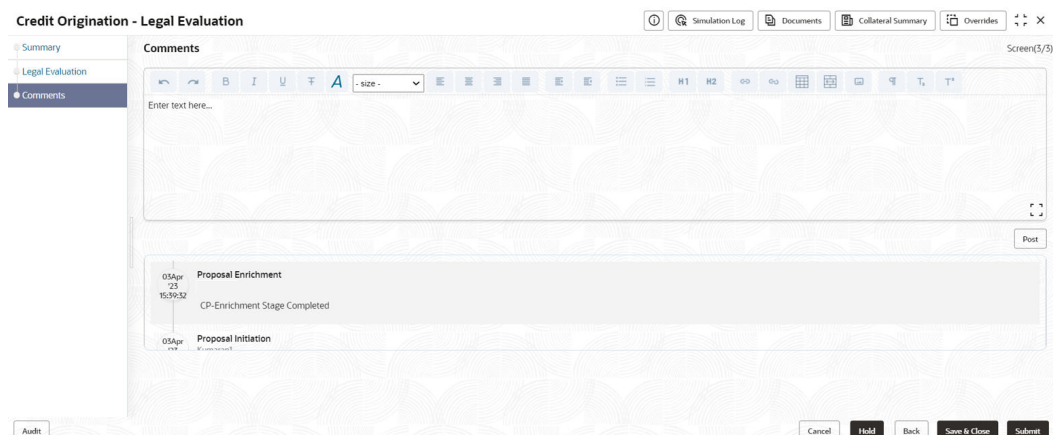 Credit Origination - Legal Evaluation
Simulation Log
Documents
Collateral Summary
Overrides
Summary
Legal Evaluation
Comments
Comments
Screen(3/3)
B I U T A - size - H1 H2 ¶ Tₓ Tˣ
Enter text here...
Post
03Apr '23 15:39:32
Proposal Enrichment
CP-Enrichment Stage Completed
03Apr
Proposal Initiation
Audit
Cancel
Hold
Back
Save & Close
Submit